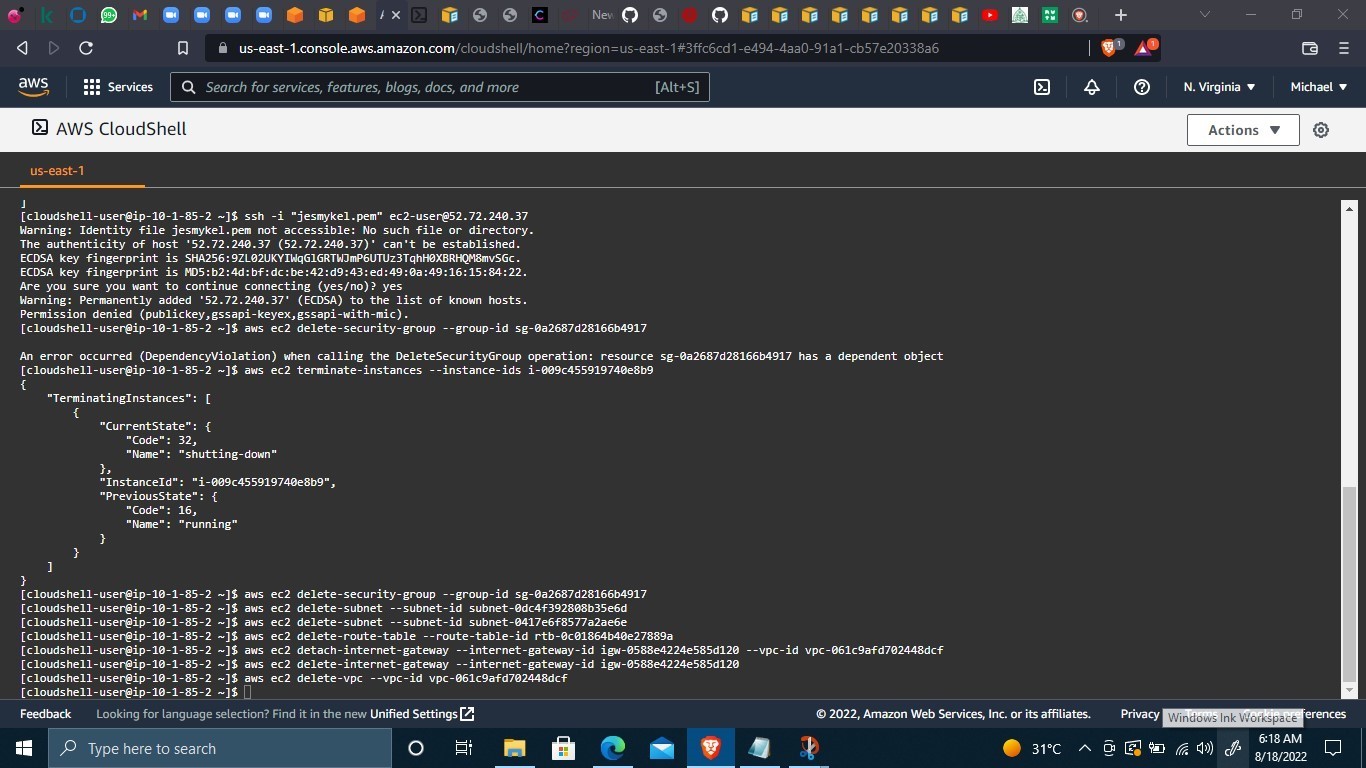 99+
A
C
New
us-east-1.console.aws.amazon.com/cloudshell/home?region=us-east-1#3ffc6cd1-e494-4aa0-91a1-cb57e20338a6
1
1
aws
Services
Search for services, features, blogs, docs, and more
[Alt+S]
N. Virginia
Michael
AWS CloudShell
Actions
us-east-1
]
[cloudshell-user@ip-10-1-85-2 ~]$ ssh -i "jesmykel.pem" ec2-user@52.72.240.37
Warning: Identity file jesmykel.pem not accessible: No such file or directory.
The authenticity of host '52.72.240.37 (52.72.240.37)' can't be established.
ECDSA key fingerprint is SHA256:9ZL02UKYIWqGlGRTWJmP6UTUz3TqhH0XBRHQM8mvSGc.
ECDSA key fingerprint is MD5:b2:4d:bf:dc:be:42:d9:43:ed:49:0a:49:16:15:84:22.
Are you sure you want to continue connecting (yes/no)? yes
Warning: Permanently added '52.72.240.37' (ECDSA) to the list of known hosts.
Permission denied (publickey,gssapi-keyex,gssapi-with-mic).
[cloudshell-user@ip-10-1-85-2 ~]$ aws ec2 delete-security-group --group-id sg-0a2687d28166b4917
An error occurred (DependencyViolation) when calling the DeleteSecurityGroup operation: resource sg-0a2687d28166b4917 has a dependent object
[cloudshell-user@ip-10-1-85-2 ~]$ aws ec2 terminate-instances --instance-ids i-009c455919740e8b9
{
"TerminatingInstances": [
{
"CurrentState": {
"Code": 32,
"Name": "shutting-down"
},
"InstanceId": "i-009c455919740e8b9",
"PreviousState": {
"Code": 16,
"Name": "running"
}
}
]
}
[cloudshell-user@ip-10-1-85-2 ~]$ aws ec2 delete-security-group --group-id sg-0a2687d28166b4917
[cloudshell-user@ip-10-1-85-2 ~]$ aws ec2 delete-subnet --subnet-id subnet-0dc4f392808b35e6d
[cloudshell-user@ip-10-1-85-2 ~]$ aws ec2 delete-subnet --subnet-id subnet-0417e6f8577a2ae6e
[cloudshell-user@ip-10-1-85-2 ~]$ aws ec2 delete-route-table --route-table-id rtb-0c01864b40e27889a
[cloudshell-user@ip-10-1-85-2 ~]$ aws ec2 detach-internet-gateway --internet-gateway-id igw-0588e4224e585d120 --vpc-id vpc-061c9afd702448dcf
[cloudshell-user@ip-10-1-85-2 ~]$ aws ec2 delete-internet-gateway --internet-gateway-id igw-0588e4224e585d120
[cloudshell-user@ip-10-1-85-2 ~]$ aws ec2 delete-vpc --vpc-id vpc-061c9afd702448dcf
[cloudshell-user@ip-10-1-85-2 ~]$
Feedback
Looking for language selection? Find it in the new Unified Settings
© 2022, Amazon Web Services, Inc. or its affiliates.
Privacy
Terms
Cookie preferences
Windows Ink Workspace
Type here to search
31°C
6:18 AM
8/18/2022